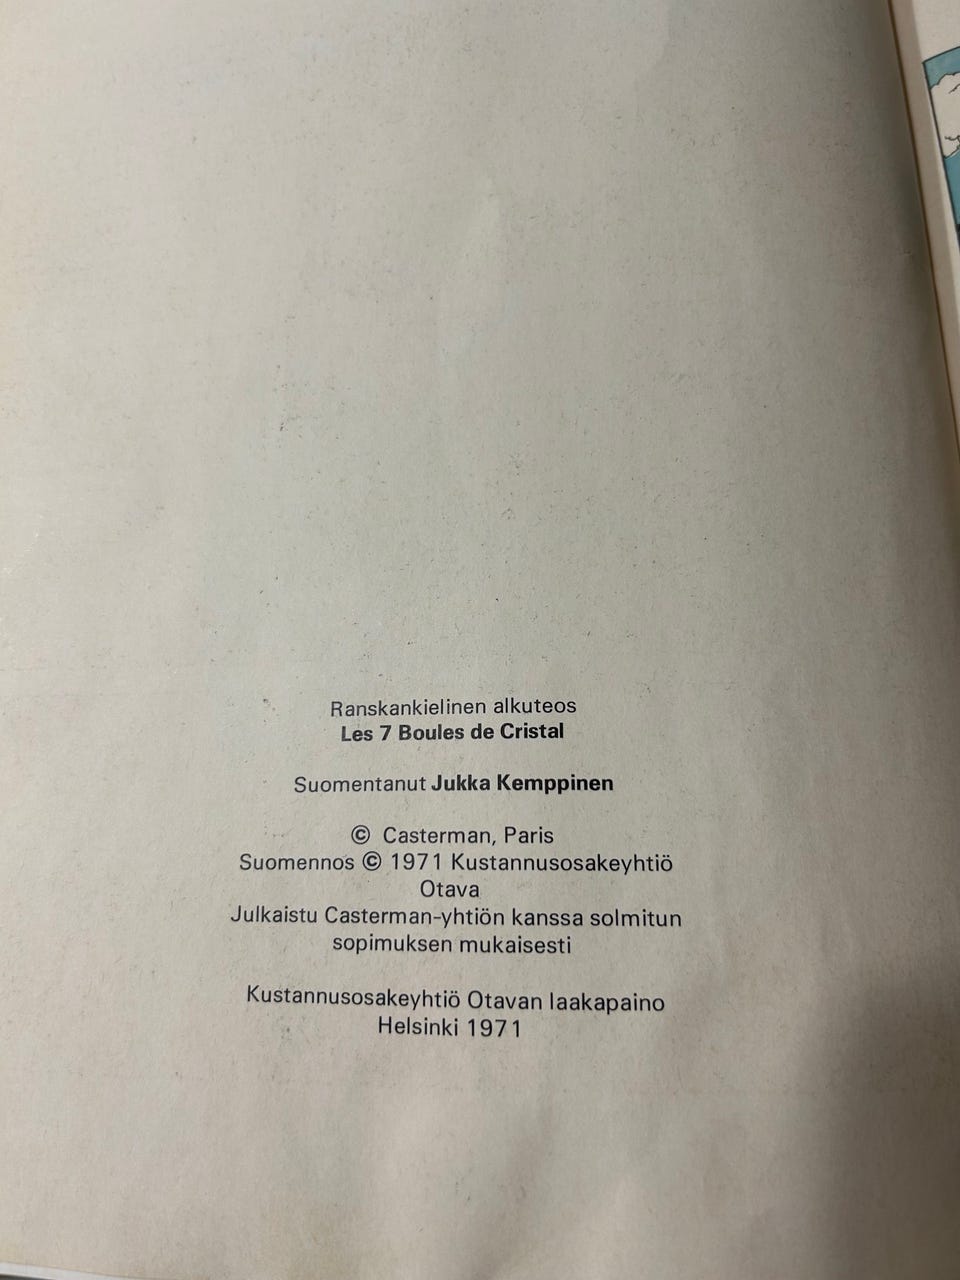 Ranskankielinen alkuteos
Les 7 Boules de Cristal
Suomentanut Jukka Kemppinen
© Casterman, Paris
Suomennos © 1971 Kustannusosakeyhtiö
Otava
Julkaistu Casterman-yhtiön kanssa solmitun
sopimuksen mukaisesti
Kustannusosakeyhtiö Otavan laakapaino
Helsinki 1971